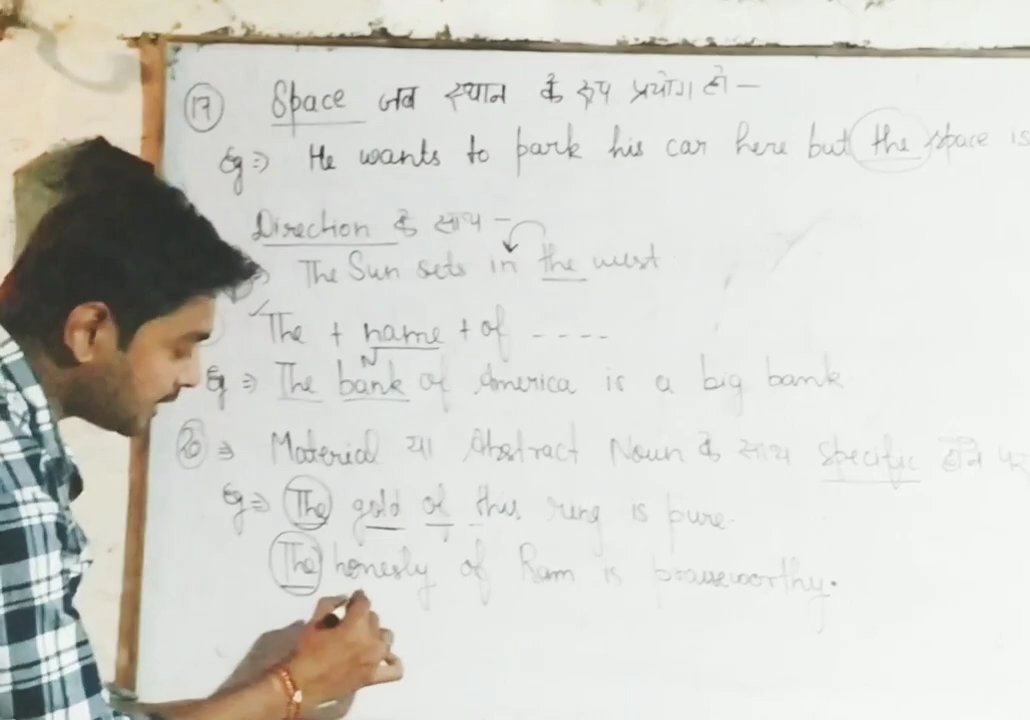 17 Space जब स्थान के रूप प्रयोग हो —
Eg ⇒ He wants to park his car here but the space is
Direction के साथ —
The Sun sets in the west
The + name + of ----
N
Eg ⇒ The bank of America is a big bank.
20 ⇒ Material या Abstract Noun के साथ specific होने पर
Eg ⇒ The gold of this ring is pure.
The honesty of Ram is praiseworthy.